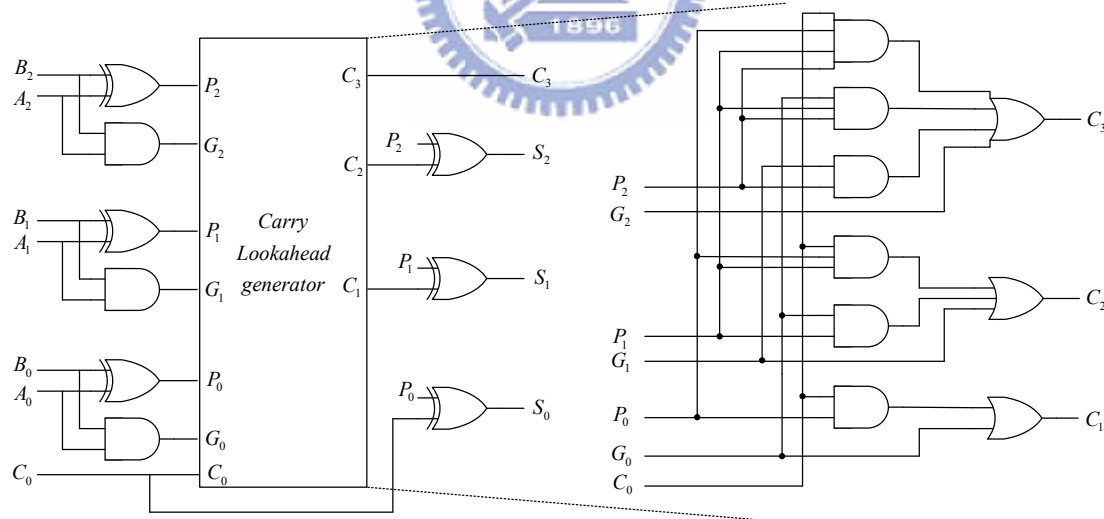 1896
B₂
A₂
P₂
G₂
B₁
A₁
P₁
G₁
B₀
A₀
P₀
G₀
C₀
C₀
Carry
Lookahead
generator
C₃
C₂
C₁
C₃
P₂
S₂
P₁
S₁
P₀
S₀
P₂
G₂
P₁
G₁
P₀
G₀
C₀
C₃
C₂
C₁